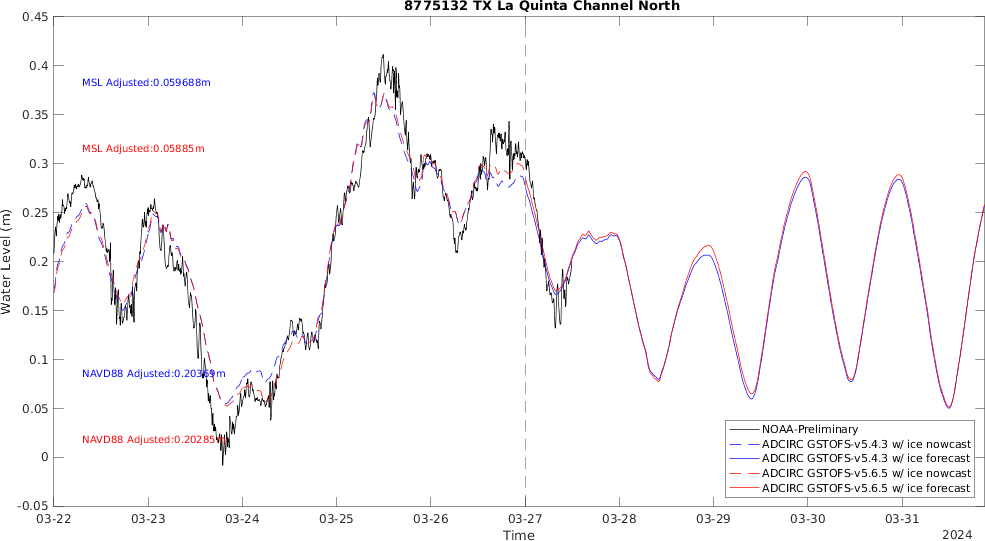 8775132 TX La Quinta Channel North
0.45
0.4
0.35
0.3
0.25
0.2
0.15
0.1
0.05
0
-0.05
Water Level (m)
MSL Adjusted:0.059688m
MSL Adjusted:0.05885m
NAVD88 Adjusted:0.20369m
NAVD88 Adjusted:0.20285m
NOAA-Preliminary
ADCIRC GSTOFS-v5.4.3 w/ ice nowcast
ADCIRC GSTOFS-v5.4.3 w/ ice forecast
ADCIRC GSTOFS-v5.6.5 w/ ice nowcast
ADCIRC GSTOFS-v5.6.5 w/ ice forecast
03-22 03-23 03-24 03-25 03-26 03-27 03-28 03-29 03-30 03-31
Time
2024